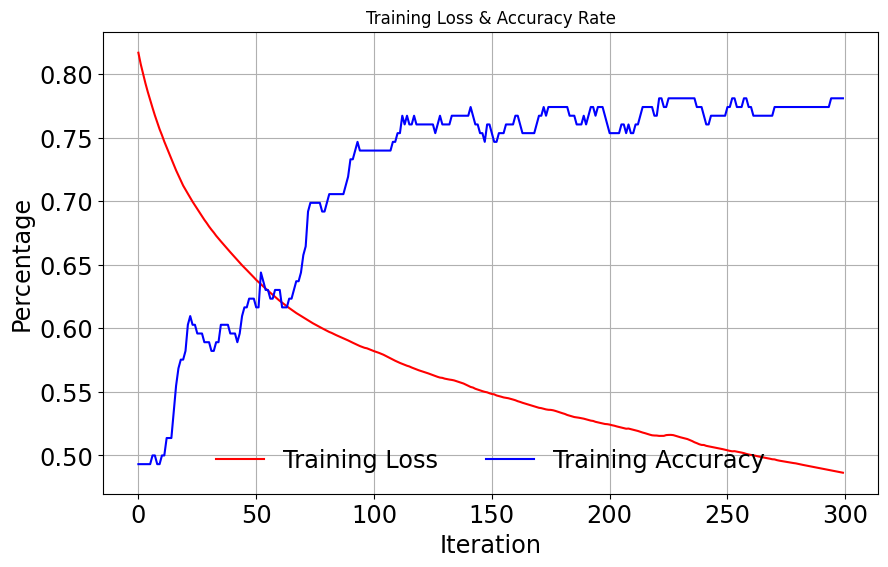 Training Loss & Accuracy Rate
0.80
0.75
0.70
0.65
0.60
0.55
0.50
Percentage
Training Loss Training Accuracy
0 50 100 150 200 250 300
Iteration